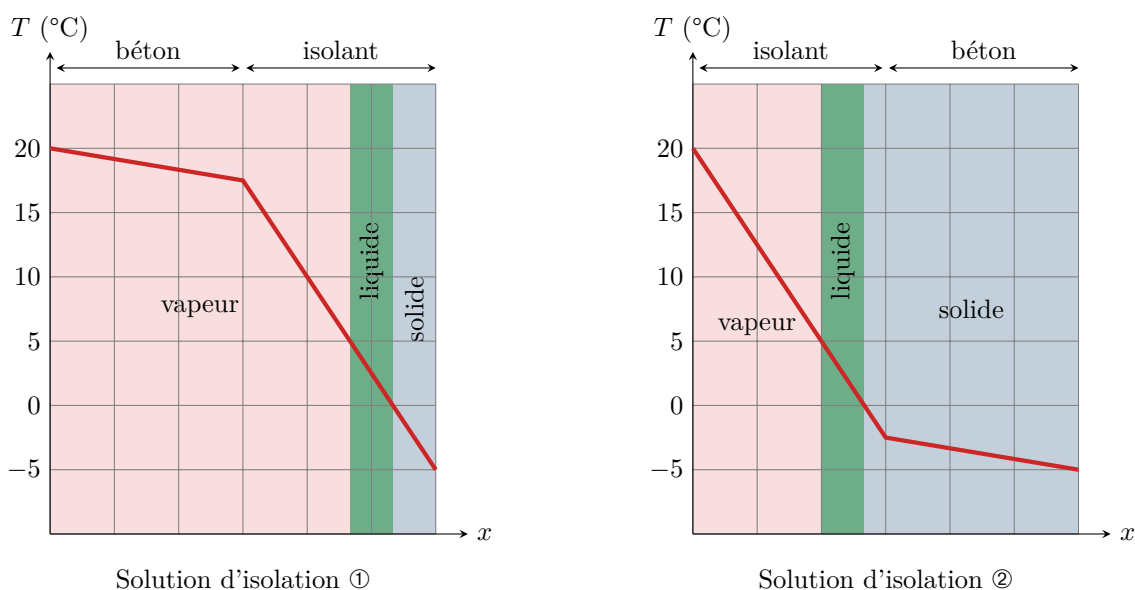 T (°C)
béton
isolant
20
15
10
5
0
−5
vapeur
liquide
solide
x
Solution d'isolation ①
T (°C)
isolant
béton
20
15
10
5
0
−5
vapeur
liquide
solide
x
Solution d'isolation ②